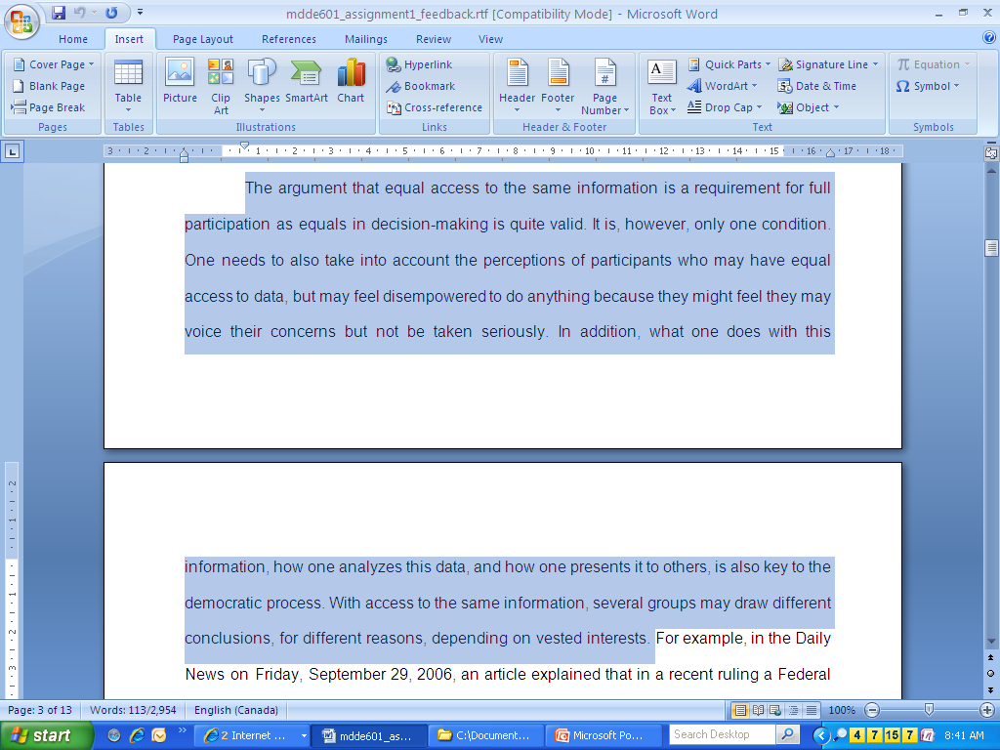 mdde601_assignment1_feedback.rtf [Compatibility Mode] - Microsoft Word
Home Insert Page Layout References Mailings Review View
Cover Page
Blank Page
Page Break
Pages
Table
Tables
Picture
Clip Art
Shapes
SmartArt
Chart
Illustrations
Hyperlink
Bookmark
Cross-reference
Links
Header
Footer
Page Number
Header & Footer
Text Box
Quick Parts
WordArt
Drop Cap
Signature Line
Date & Time
Object
Text
Equation
Symbol
Symbols
3 2 1 1 2 3 4 5 6 7 8 9 10 11 12 13 14 15 16 17 18
The argument that equal access to the same information is a requirement for full
participation as equals in decision-making is quite valid. It is, however, only one condition.
One needs to also take into account the perceptions of participants who may have equal
access to data, but may feel disempowered to do anything because they might feel they may
voice their concerns but not be taken seriously. In addition, what one does with this
information, how one analyzes this data, and how one presents it to others, is also key to the
democratic process. With access to the same information, several groups may draw different
conclusions, for different reasons, depending on vested interests. For example, in the Daily
News on Friday, September 29, 2006, an article explained that in a recent ruling a Federal
2 1 1 2 3
Page: 3 of 13 Words: 113/2,954 English (Canada) 100%
start 2 Internet ... mdde601_as... C:\Document... Microsoft Po... Search Desktop 4 7 15 7 8:41 AM